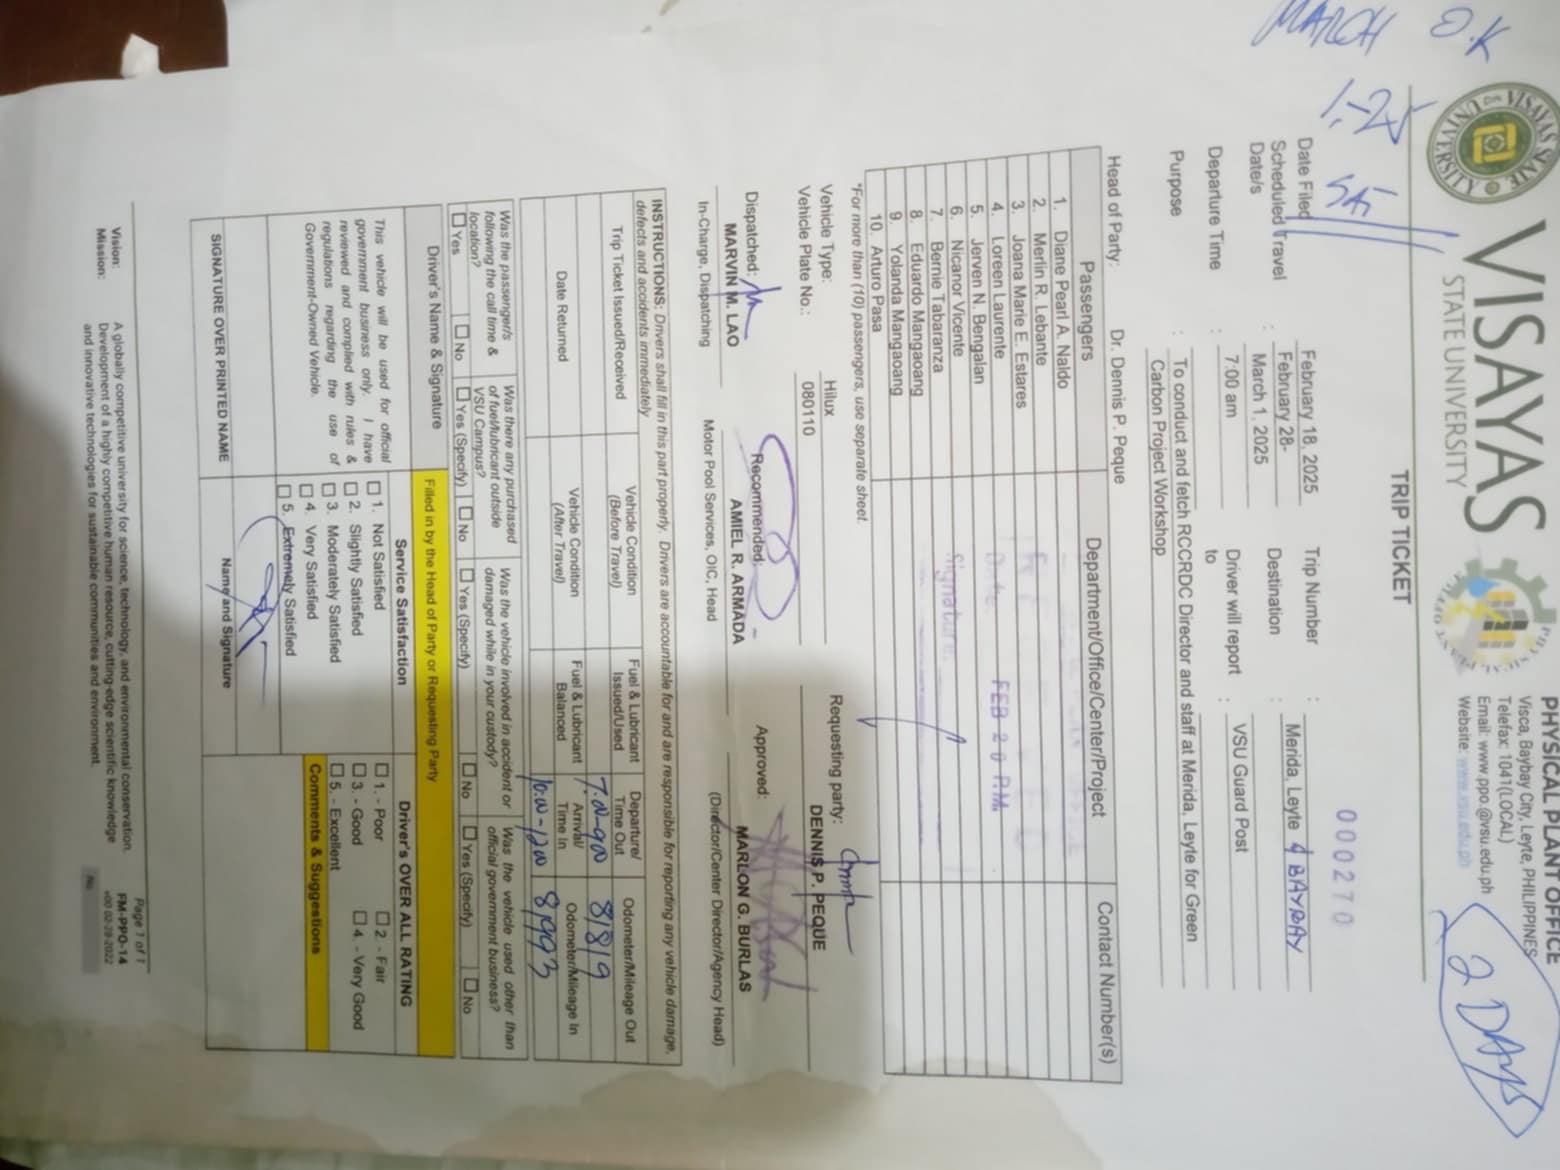 MARCH O.K
1,-25
VISAYAS
STATE UNIVERSITY
VISAYAS STATE UNIVERSITY
PHYSICAL PLANT OFFICE
Visca, Baybay City, Leyte, PHILIPPINES
Telefax: 1041(LOCAL)
Email: www.ppo.@vsu.edu.ph
Website: www.vsu.edu.ph
2 DAYS
TRIP TICKET
000270
Date Filed : February 18, 2025 Trip Number :
Scheduled Travel Date/s : February 28-March 1, 2025 Destination : Merida, Leyte & BAYBAY
Departure Time : 7:00 am Driver will report to : VSU Guard Post
Purpose : To conduct and fetch RCCRDC Director and staff at Merida, Leyte for Green
Carbon Project Workshop
Head of Party: Dr. Dennis P. Peque
Passengers Department/Office/Center/Project Contact Number(s)
1. Diane Pearl A. Naldo
2. Merlin R. Lebante
3. Joana Marie E. Estares
4. Loreen Laurente
5. Jerven N. Bengalan
6. Nicanor Vicente
7. Bernie Tabaranza
8. Eduardo Mangaoang
9. Yolanda Mangaoang
10. Arturo Pasa
Date: FEB 20 P.M.
Signature:
*For more than (10) passengers, use separate sheet.
Vehicle Type: Hilux
Vehicle Plate No.: 080110
Requesting party:
DENNIS P. PEQUE
Dispatched: Recommended: Approved:
MARVIN M. LAO AMIEL R. ARMADA MARLON G. BURLAS
In-Charge, Dispatching Motor Pool Services, OIC, Head (Director/Center Director/Agency Head)
INSTRUCTIONS: Drivers shall fill in this part properly. Drivers are accountable for and are responsible for reporting any vehicle damage,
defects and accidents immediately.
Trip Ticket Issued/Received Vehicle Condition (Before Travel) Fuel & Lubricant Issued/Used Departure/ Time Out Odometer/Mileage Out
81819
Date Returned Vehicle Condition (After Travel) Fuel & Lubricant Balanced Arrival/ Time In Odometer/Mileage In
81993
Was the passenger/s following the call time & location?
Yes No
Was there any purchased of fuel/lubricant outside VSU Campus?
Yes (Specify) No
Was the vehicle involved in accident or damaged while in your custody?
Yes (Specify) No
Was the vehicle used other than official government business?
Yes (Specify) No
Driver's Name & Signature Filled in by the Head of Party or Requesting Party
This vehicle will be used for official
government business only. I have
reviewed and complied with rules &
regulations regarding the use of
Government-Owned Vehicle.
Service Satisfaction
1. Not Satisfied
2. Slightly Satisfied
3. Moderately Satisfied
4. Very Satisfied
5. Extremely Satisfied
Driver's OVER ALL RATING
1. - Poor 2. - Fair
3. - Good 4. - Very Good
5. - Excellent
Comments & Suggestions
SIGNATURE OVER PRINTED NAME Name and Signature
Vision: A globally competitive university for science, technology, and environmental conservation.
Mission: Development of a highly competitive human resource, cutting-edge scientific knowledge
and innovative technologies for sustainable communities and environment.
Page 1 of 1
FM-PPO-14
v00 02-28-2022
No.